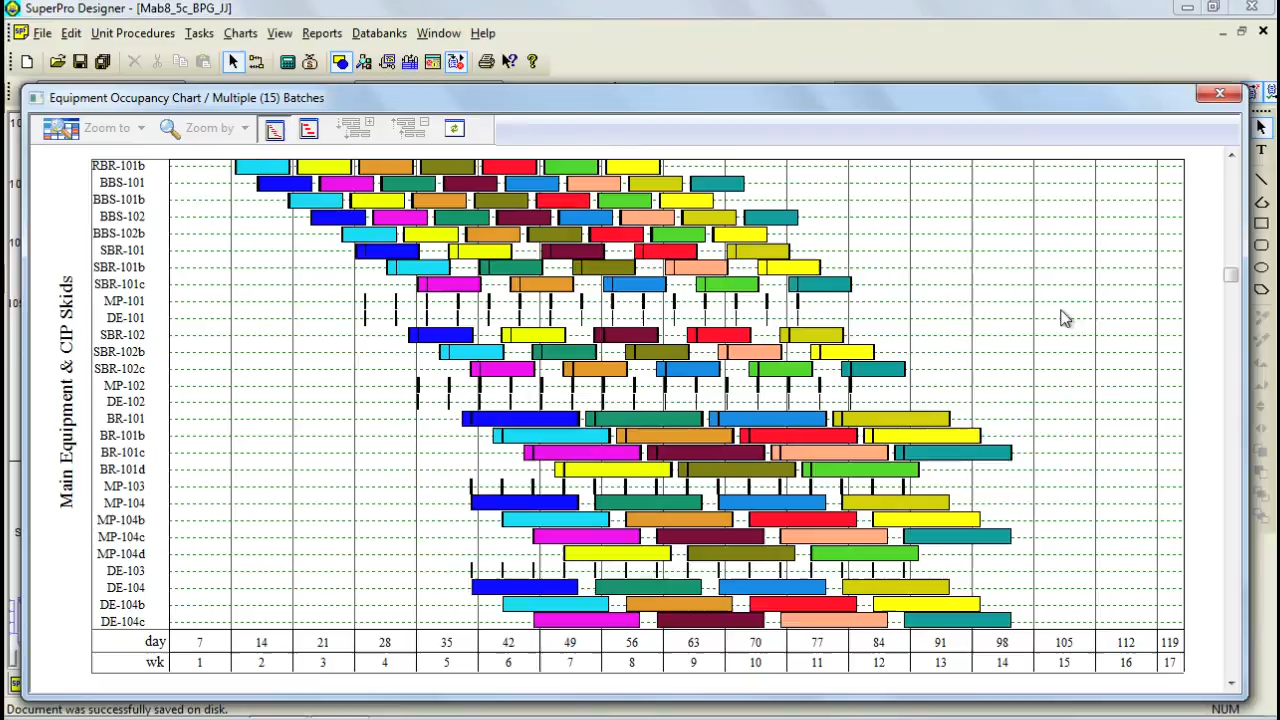 SuperPro Designer - [Mab8_5c_BPG_JJ]
File Edit Unit Procedures Tasks Charts View Reports Databanks Window Help
Equipment Occupancy Chart / Multiple (15) Batches
Zoom to Zoom by
Main Equipment & CIP Skids
RBR-101b
BBS-101
BBS-101b
BBS-102
BBS-102b
SBR-101
SBR-101b
SBR-101c
MP-101
DE-101
SBR-102
SBR-102b
SBR-102c
MP-102
DE-102
BR-101
BR-101b
BR-101c
BR-101d
MP-103
MP-104
MP-104b
MP-104c
MP-104d
DE-103
DE-104
DE-104b
DE-104c
day 7 14 21 28 35 42 49 56 63 70 77 84 91 98 105 112 119
wk 1 2 3 4 5 6 7 8 9 10 11 12 13 14 15 16 17
Document was successfully saved on disk. NUM